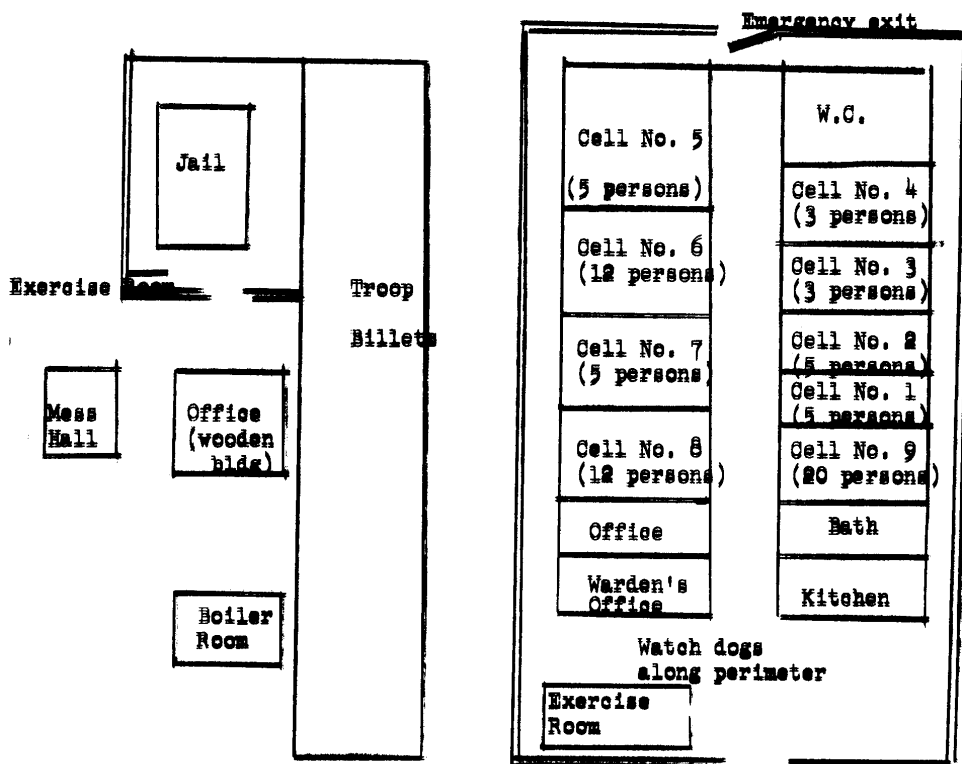 Emergency exit
Jail
Exercise Room
Troop
Billets
Mess
Hall
Office
(wooden
bldg)
Boiler
Room
Cell No. 5
(5 persons)
Cell No. 6
(12 persons)
Cell No. 7
(5 persons)
Cell No. 8
(12 persons)
Office
Warden's
Office
W.C.
Cell No. 4
(3 persons)
Cell No. 3
(3 persons)
Cell No. 2
(5 persons)
Cell No. 1
(5 persons)
Cell No. 9
(20 persons)
Bath
Kitchen
Watch dogs
along perimeter
Exercise
Room